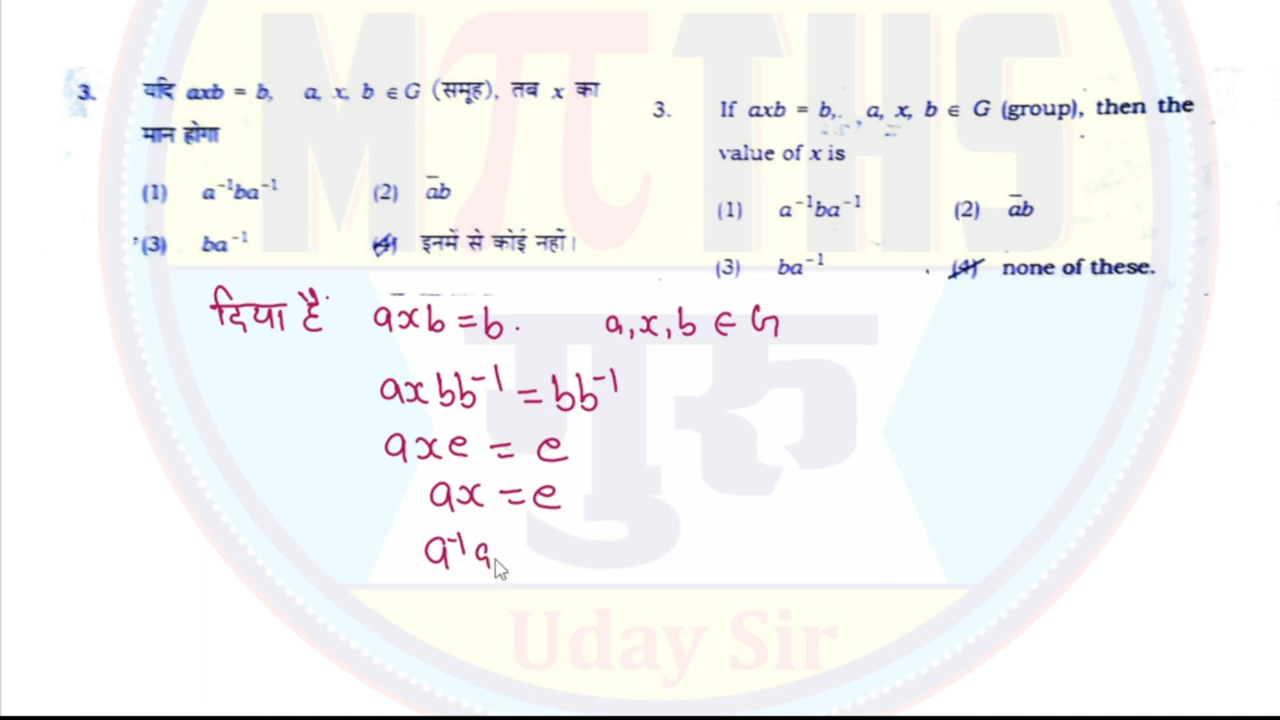 3. यदि axb = b, a, x, b ∈ G (समूह), तब x का
मान होगा
(1) a⁻¹ba⁻¹ (2) a̅b
(3) ba⁻¹ (4) इनमें से कोई नहीं।
3. If axb = b, a, x, b ∈ G (group), then the
value of x is
(1) a⁻¹ba⁻¹ (2) a̅b
(3) ba⁻¹ (4) none of these.
दिया है axb = b. a, x, b ∈ G
axbb⁻¹ = bb⁻¹
axe = e
ax = e
a⁻¹a
MπTHS
गुरु
Uday Sir